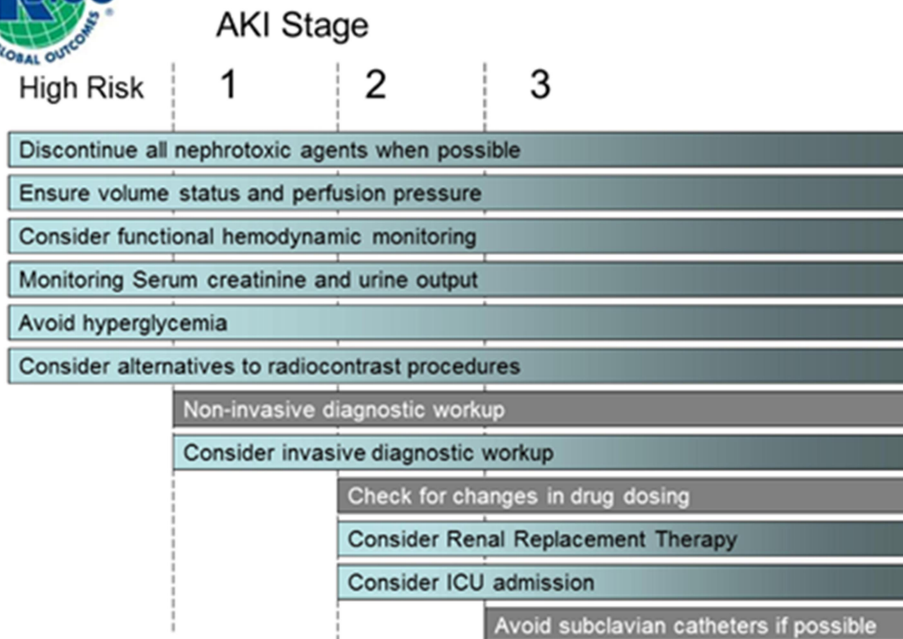 GLOBAL OUTCOMES
®
AKI Stage
High Risk 1 2 3
Discontinue all nephrotoxic agents when possible
Ensure volume status and perfusion pressure
Consider functional hemodynamic monitoring
Monitoring Serum creatinine and urine output
Avoid hyperglycemia
Consider alternatives to radiocontrast procedures
Non-invasive diagnostic workup
Consider invasive diagnostic workup
Check for changes in drug dosing
Consider Renal Replacement Therapy
Consider ICU admission
Avoid subclavian catheters if possible